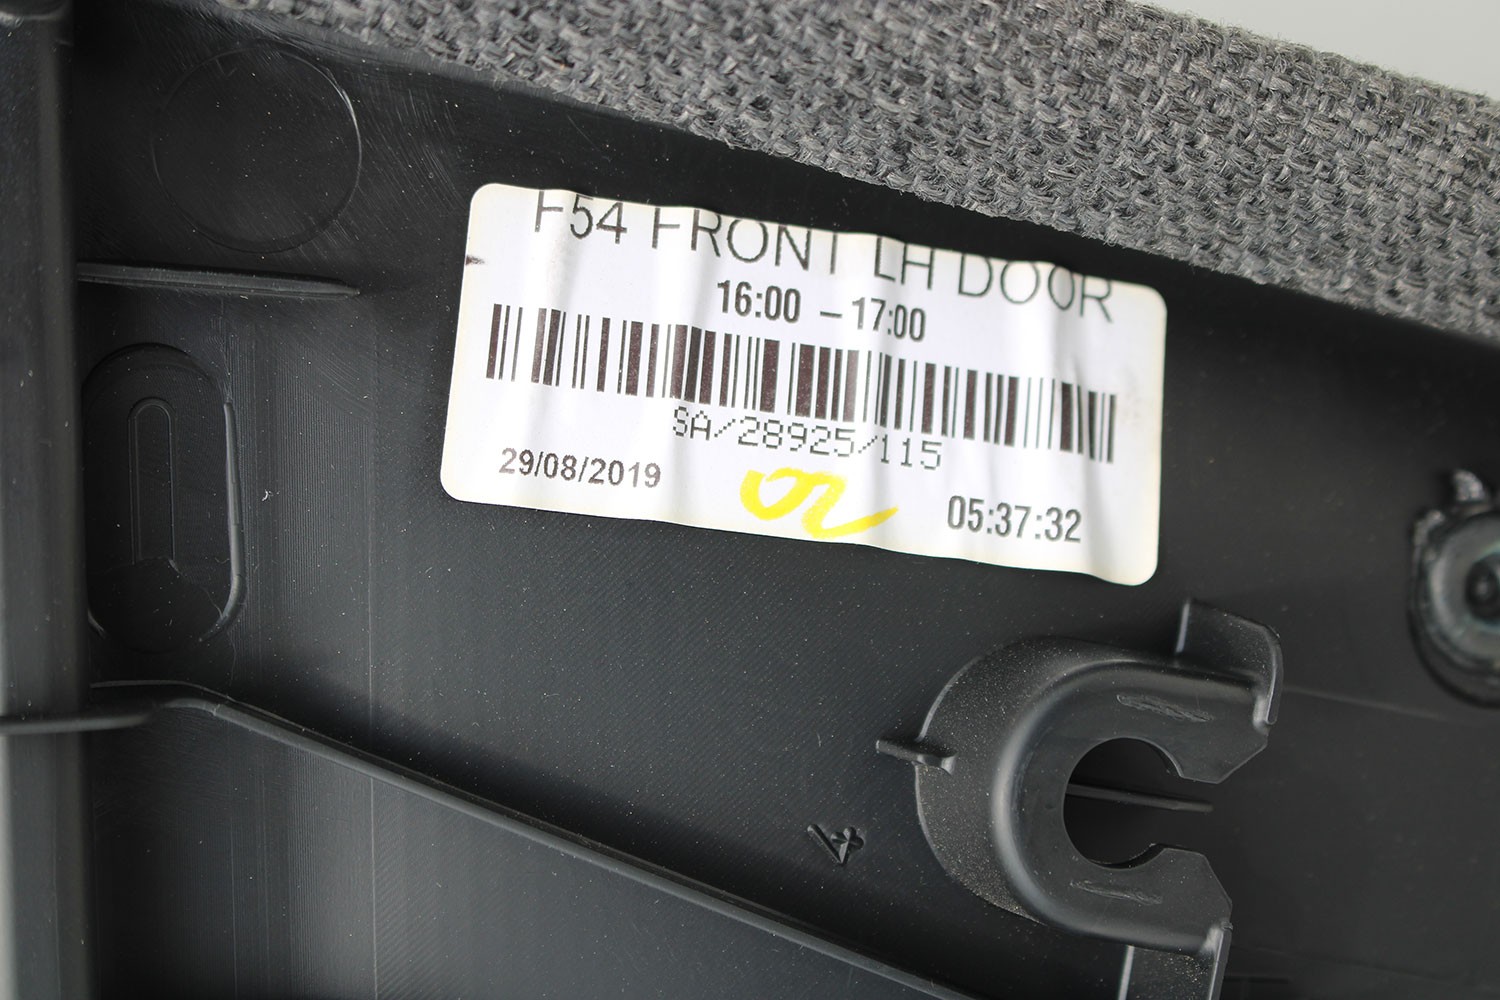 F54 FRONT LH DOOR
16:00 – 17:00
SA/28925/115
29/08/2019
05:37:32